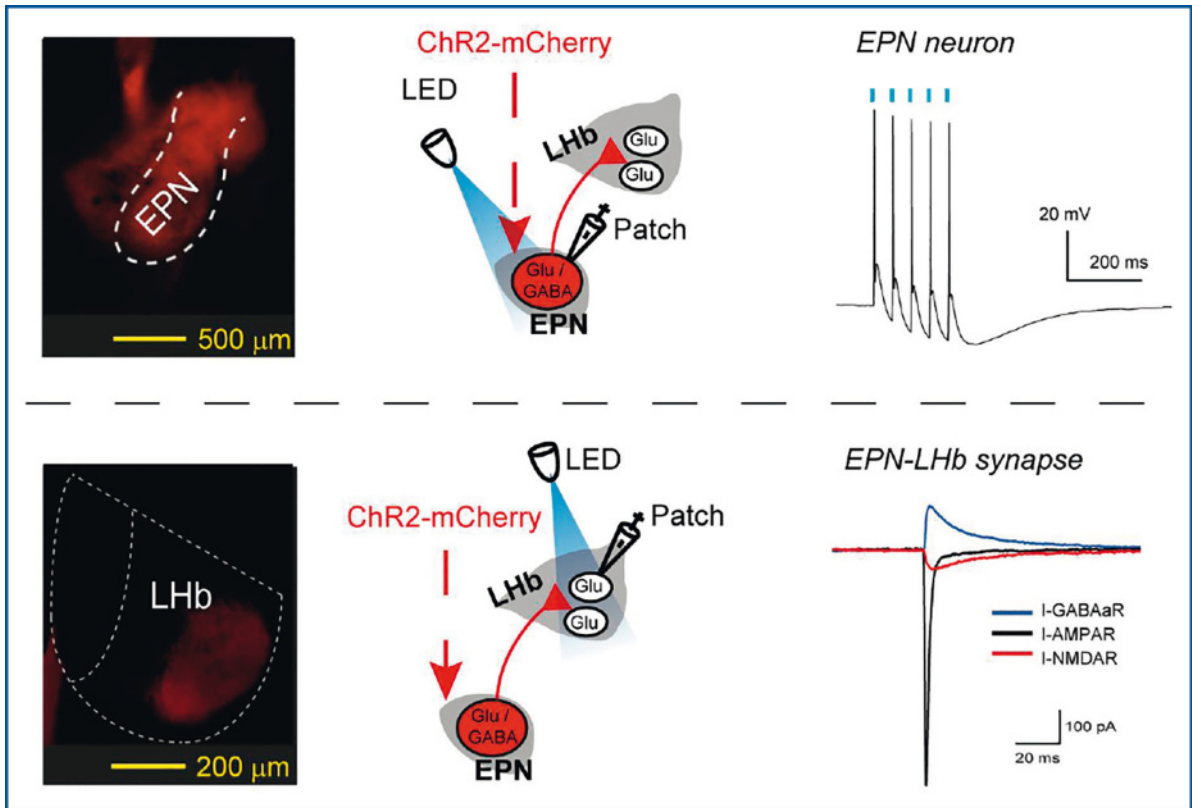 EPN
500 μm
ChR2-mCherry
LED
LHb
Glu
Glu
Patch
Glu /
GABA
EPN
EPN neuron
20 mV
200 ms
LHb
200 μm
LED
ChR2-mCherry
Patch
LHb
Glu
Glu
Glu /
GABA
EPN
EPN-LHb synapse
I-GABAaR
I-AMPAR
I-NMDAR
100 pA
20 ms